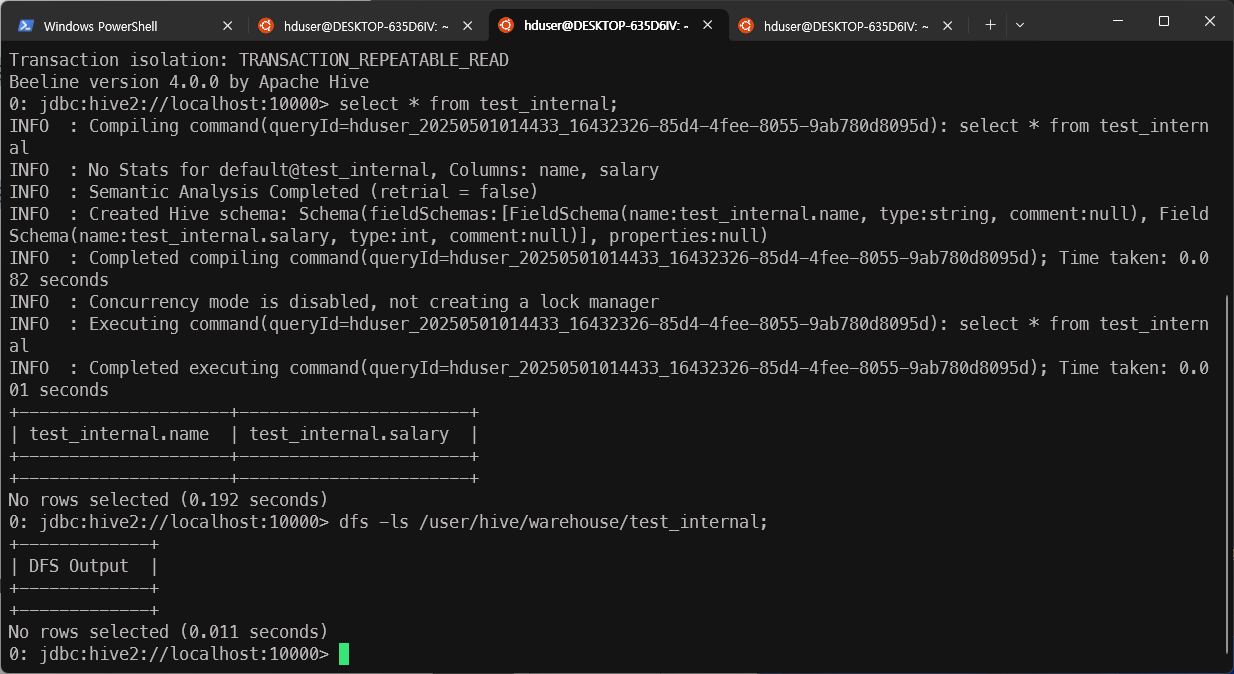 Windows PowerShell
hduser@DESKTOP-635D6IV: ~
hduser@DESKTOP-635D6IV: ~
hduser@DESKTOP-635D6IV: ~
Transaction isolation: TRANSACTION_REPEATABLE_READ
Beeline version 4.0.0 by Apache Hive
0: jdbc:hive2://localhost:10000> select * from test_internal;
INFO  : Compiling command(queryId=hduser_20250501014433_16432326-85d4-4fee-8055-9ab780d8095d): select * from test_intern
al
INFO  : No Stats for default@test_internal, Columns: name, salary
INFO  : Semantic Analysis Completed (retrial = false)
INFO  : Created Hive schema: Schema(fieldSchemas:[FieldSchema(name:test_internal.name, type:string, comment:null), Field
Schema(name:test_internal.salary, type:int, comment:null)], properties:null)
INFO  : Completed compiling command(queryId=hduser_20250501014433_16432326-85d4-4fee-8055-9ab780d8095d); Time taken: 0.0
82 seconds
INFO  : Concurrency mode is disabled, not creating a lock manager
INFO  : Executing command(queryId=hduser_20250501014433_16432326-85d4-4fee-8055-9ab780d8095d): select * from test_intern
al
INFO  : Completed executing command(queryId=hduser_20250501014433_16432326-85d4-4fee-8055-9ab780d8095d); Time taken: 0.0
01 seconds
+---------------------+-----------------------+
| test_internal.name  | test_internal.salary  |
+---------------------+-----------------------+
+---------------------+-----------------------+
No rows selected (0.192 seconds)
0: jdbc:hive2://localhost:10000> dfs -ls /user/hive/warehouse/test_internal;
+-------------+
| DFS Output  |
+-------------+
+-------------+
No rows selected (0.011 seconds)
0: jdbc:hive2://localhost:10000>